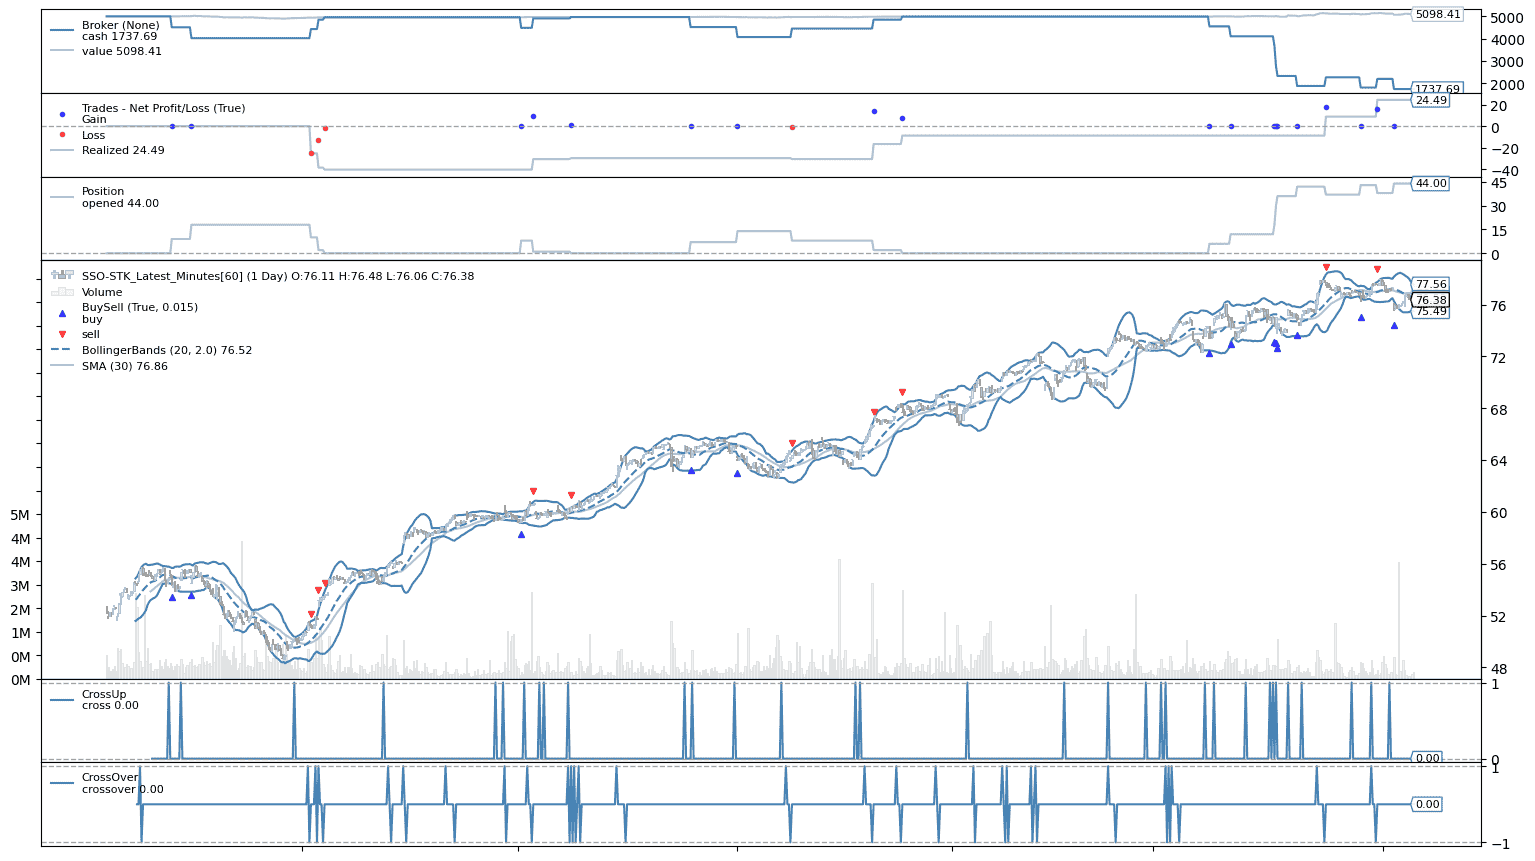 Broker (None)
cash 1737.69
value 5098.41
5098.41
1737.69
5000
4000
3000
2000
Trades - Net Profit/Loss (True)
Gain
Loss
Realized 24.49
24.49
20
0
−20
−40
Position
opened 44.00
44.00
45
30
15
0
SSO-STK_Latest_Minutes[60] (1 Day) O:76.11 H:76.48 L:76.06 C:76.38
Volume
BuySell (True, 0.015)
buy
sell
BollingerBands (20, 2.0) 76.52
SMA (30) 76.86
77.56
76.38
75.49
76
72
68
64
60
56
52
48
5M
4M
4M
3M
2M
1M
0M
0M
CrossUp
cross 0.00
0.00
1
0
CrossOver
crossover 0.00
0.00
1
−1